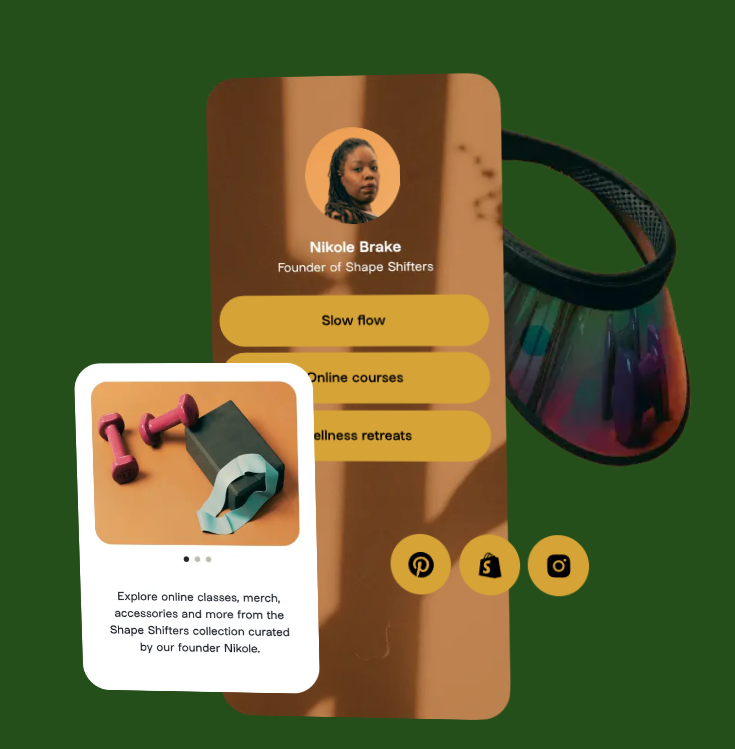 Nikole Brake
Founder of Shape Shifters
Slow flow
Online courses
ellness retreats
Explore online classes, merch,
accessories and more from the
Shape Shifters collection curated
by our founder Nikole.